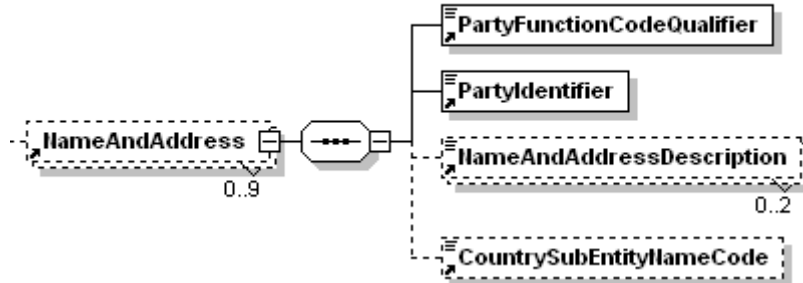 PartyFunctionCodeQualifier
PartyIdentifier
NameAndAddress
0..9
NameAndAddressDescription
0..2
CountrySubEntityNameCode